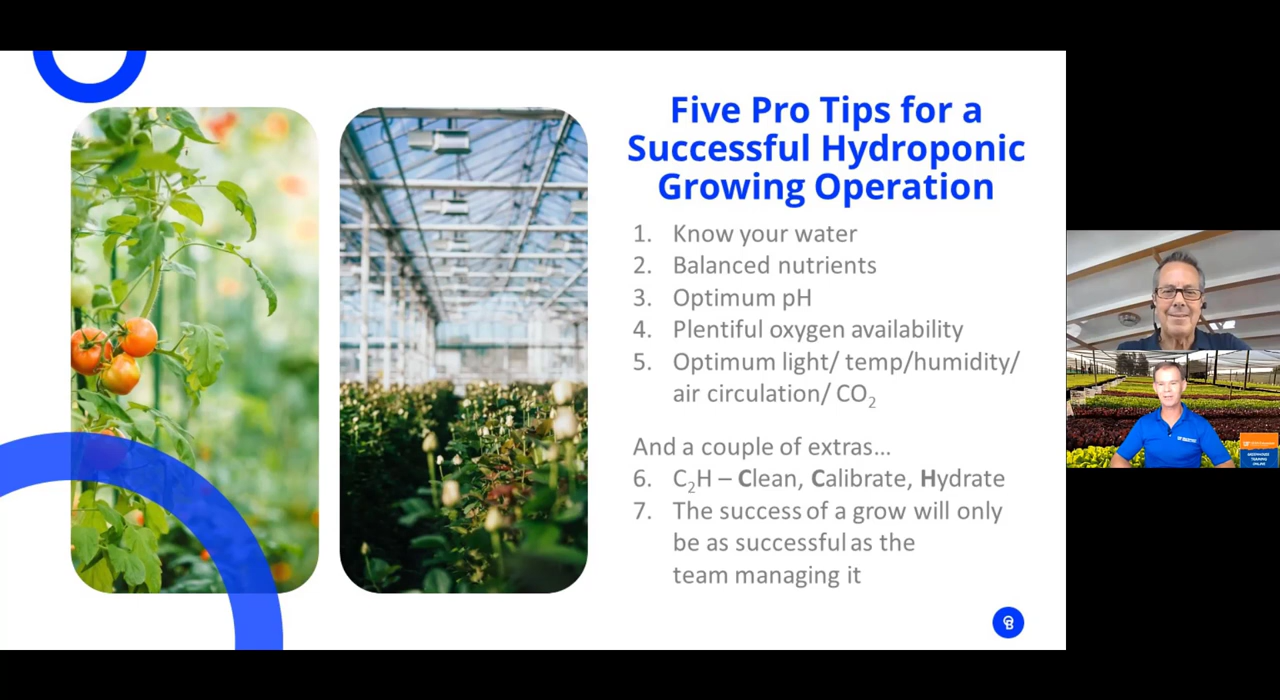 Five Pro Tips for a
Successful Hydroponic
Growing Operation
1. Know your water
2. Balanced nutrients
3. Optimum pH
4. Plentiful oxygen availability
5. Optimum light/ temp/humidity/
air circulation/ CO₂
And a couple of extras...
6. C₂H – Clean, Calibrate, Hydrate
7. The success of a grow will only
be as successful as the
team managing it